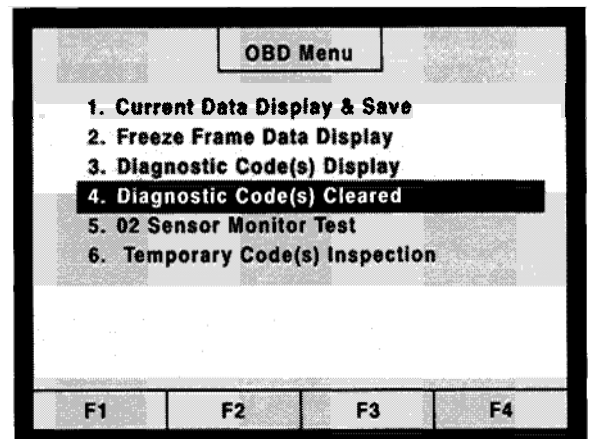 OBD Menu
1. Current Data Display & Save
2. Freeze Frame Data Display
3. Diagnostic Code(s) Display
4. Diagnostic Code(s) Cleared
5. 02 Sensor Monitor Test
6. Temporary Code(s) Inspection
F1 F2 F3 F4